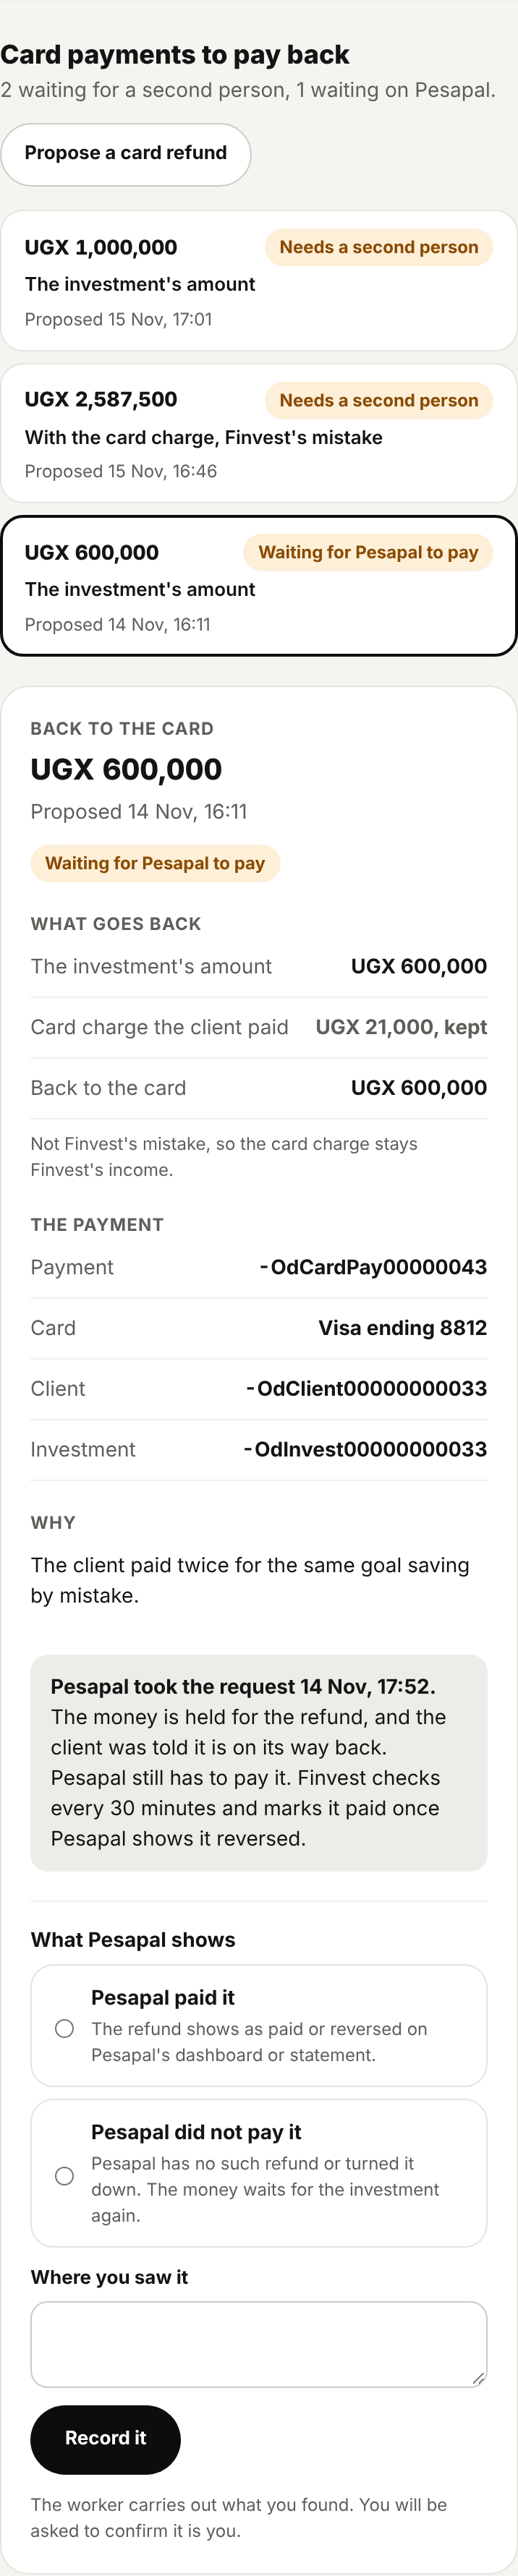 Card payments to pay back
2 waiting for a second person, 1 waiting on Pesapal.
Propose a card refund
UGX 1,000,000
Needs a second person
The investment's amount
Proposed 15 Nov, 17:01
UGX 2,587,500
Needs a second person
With the card charge, Finvest's mistake
Proposed 15 Nov, 16:46
UGX 600,000
Waiting for Pesapal to pay
The investment's amount
Proposed 14 Nov, 16:11
BACK TO THE CARD
UGX 600,000
Proposed 14 Nov, 16:11
Waiting for Pesapal to pay
WHAT GOES BACK
The investment's amount UGX 600,000
Card charge the client paid UGX 21,000, kept
Back to the card UGX 600,000
Not Finvest's mistake, so the card charge stays
Finvest's income.
THE PAYMENT
Payment -OdCardPay00000043
Card Visa ending 8812
Client -OdClient00000000033
Investment -OdInvest00000000033
WHY
The client paid twice for the same goal saving
by mistake.
Pesapal took the request 14 Nov, 17:52.
The money is held for the refund, and the
client was told it is on its way back.
Pesapal still has to pay it. Finvest checks
every 30 minutes and marks it paid once
Pesapal shows it reversed.
What Pesapal shows
Pesapal paid it
The refund shows as paid or reversed on
Pesapal's dashboard or statement.
Pesapal did not pay it
Pesapal has no such refund or turned it
down. The money waits for the investment
again.
Where you saw it
Record it
The worker carries out what you found. You will be
asked to confirm it is you.